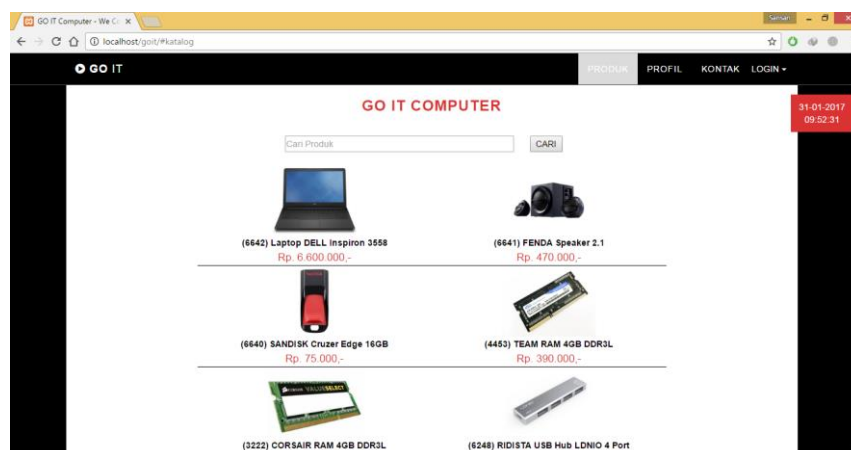 GO IT Computer - We C
Salman
localhost/goit/#katalog
GO IT
PRODUK PROFIL KONTAK LOGIN
GO IT COMPUTER
31-01-2017
09:52:31
Cari Produk
CARI
(6642) Laptop DELL Inspiron 3558
Rp. 6.600.000,-
(6641) FENDA Speaker 2.1
Rp. 470.000,-
(6640) SANDISK Cruzer Edge 16GB
Rp. 75.000,-
(4453) TEAM RAM 4GB DDR3L
Rp. 390.000,-
CORSAIR VALUESELECT
(3222) CORSAIR RAM 4GB DDR3L
(6248) RIDISTA USB Hub LDNIO 4 Port